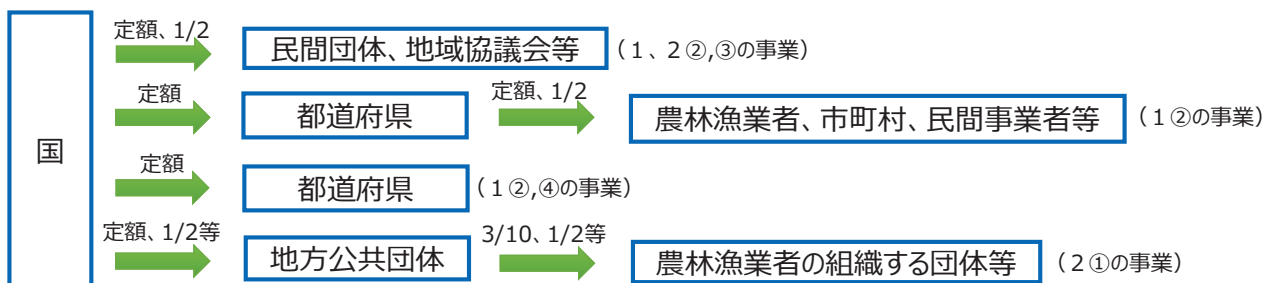 定額、1/2
民間団体、地域協議会等 （１、２②,③の事業）
定額 定額、1/2
都道府県 農林漁業者、市町村、民間事業者等 （１②の事業）
国
定額
都道府県 （１②,④の事業）
定額、1/2等 3/10、1/2等
地方公共団体 農林漁業者の組織する団体等 （２①の事業）